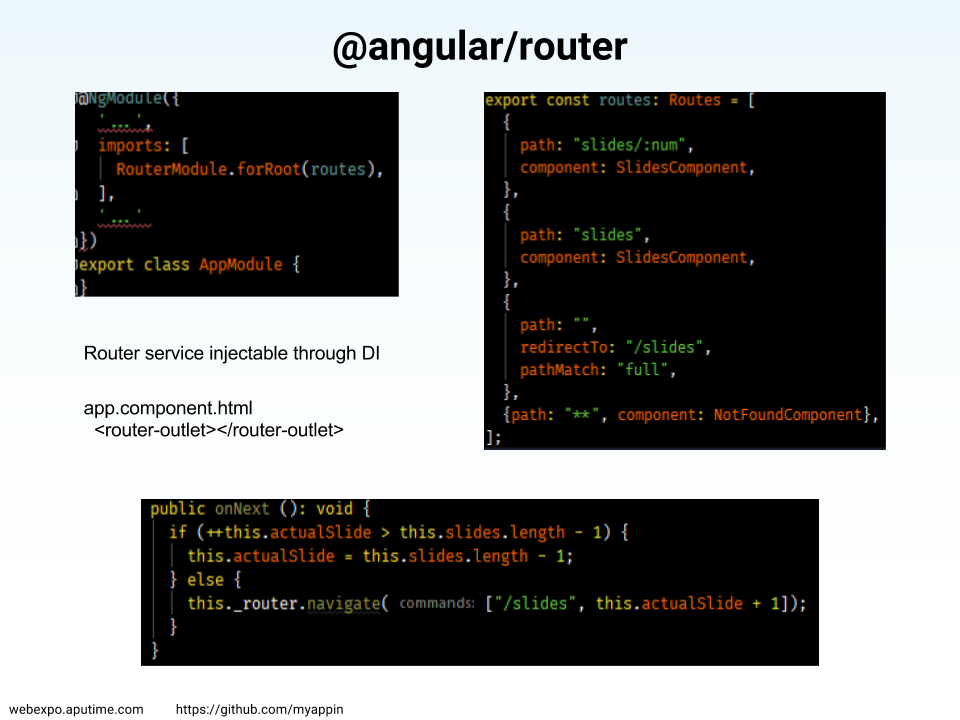 @angular/router
@NgModule({
'...',
imports: [
RouterModule.forRoot(routes),
],
'...'
})
export class AppModule {
}
Router service injectable through DI
app.component.html
<router-outlet></router-outlet>
export const routes: Routes = [
{
path: "slides/:num",
component: SlidesComponent,
},
{
path: "slides",
component: SlidesComponent,
},
{
path: "",
redirectTo: "/slides",
pathMatch: "full",
},
{path: "**", component: NotFoundComponent},
];
public onNext (): void {
if (++this.actualSlide > this.slides.length - 1) {
this.actualSlide = this.slides.length - 1;
} else {
this._router.navigate( commands: ["/slides", this.actualSlide + 1]);
}
}
webexpo.aputime.com https://github.com/myappin